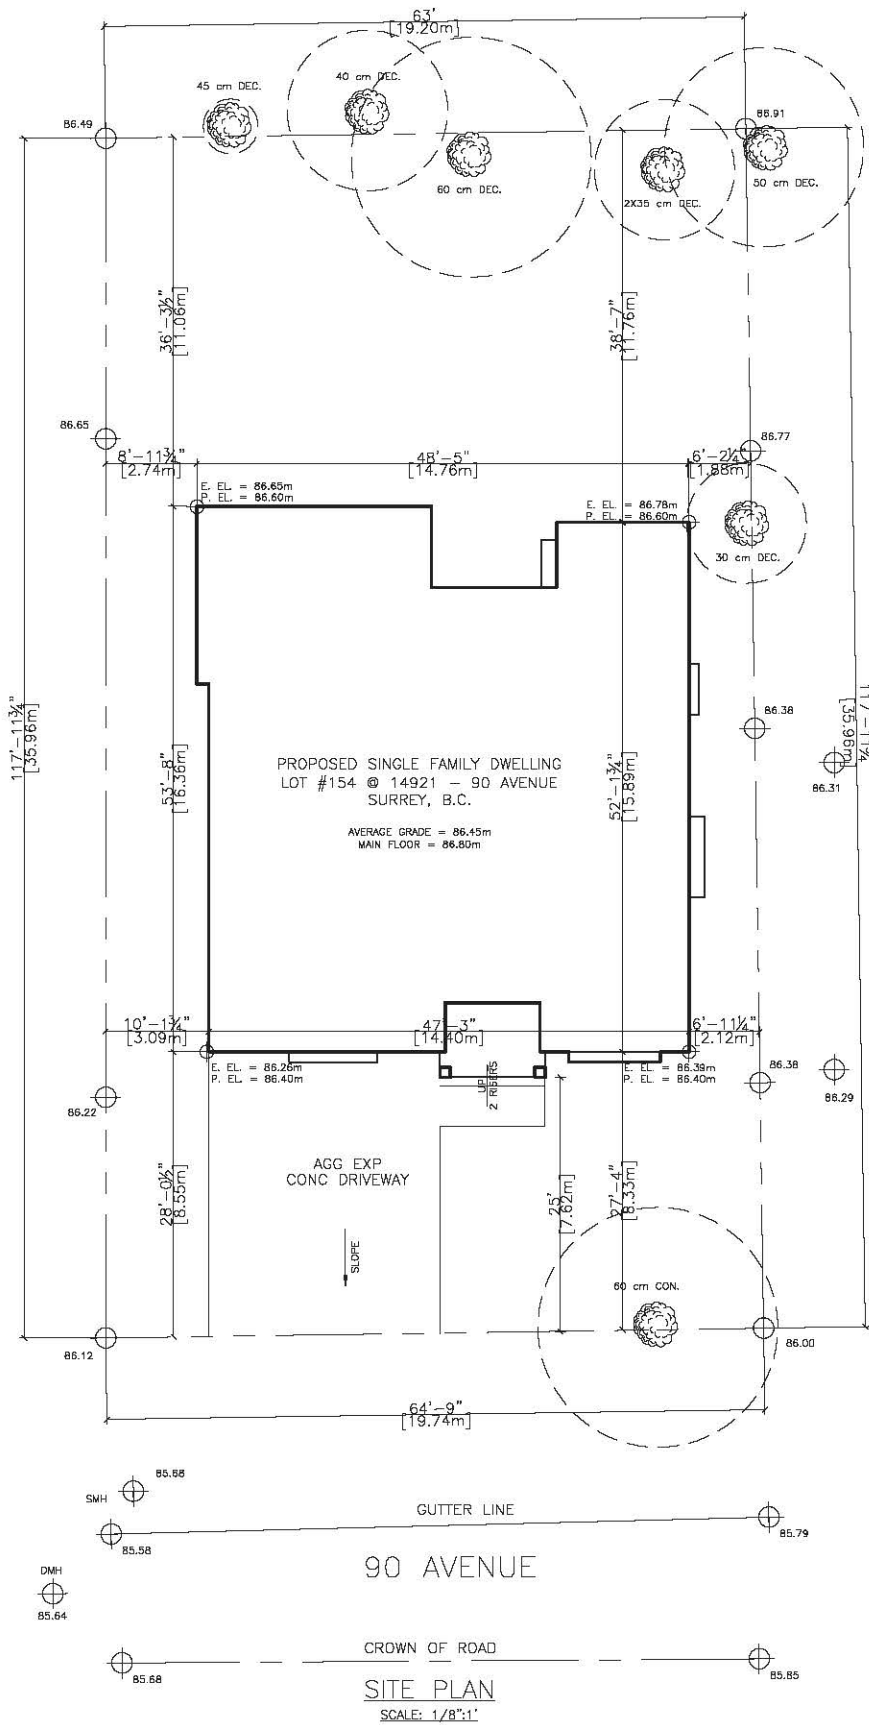 63'
[19.20m]
45 cm DEC.
40 cm DEC.
86.49
86.91
60 cm DEC.
2X35 cm DEC.
50 cm DEC.
36'-3½"
[11.06m]
38'-7"
[11.76m]
86.65
86.77
8'-11¾"
[2.74m]
48'-5"
[14.76m]
6'-2¼"
[1.88m]
E. EL. = 86.65m
P. EL. = 86.60m
E. EL. = 86.78m
P. EL. = 86.60m
30 cm DEC.
117'-11¾"
[35.96m]
53'-8"
[16.36m]
52'-1¾"
[15.89m]
[35.96m]
86.38
86.31
PROPOSED SINGLE FAMILY DWELLING
LOT #154 @ 14921 - 90 AVENUE
SURREY, B.C.
AVERAGE GRADE = 86.45m
MAIN FLOOR = 86.80m
10'-1¾"
[3.09m]
47'-3"
[14.40m]
6'-11¼"
[2.12m]
E. EL. = 86.26m
P. EL. = 86.40m
UP
2 RISERS
E. EL. = 86.39m
P. EL. = 86.40m
86.38
86.29
86.22
AGG EXP
CONC DRIVEWAY
28'-0½"
[8.55m]
25'
[7.62m]
27'-4"
[8.33m]
SLOPE
60 cm CON.
86.12
86.00
64'-9"
[19.74m]
85.68
SMH
GUTTER LINE
85.58
85.79
90 AVENUE
DMH
85.64
CROWN OF ROAD
85.68
85.85
SITE PLAN
SCALE: 1/8":1'